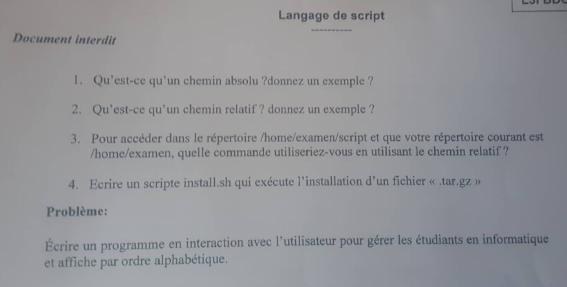 Langage de script
----------
Document interdit
1. Qu'est-ce qu'un chemin absolu ?donnez un exemple ?
2. Qu'est-ce qu'un chemin relatif ? donnez un exemple ?
3. Pour accéder dans le répertoire /home/examen/script et que votre répertoire courant est
/home/examen, quelle commande utiliseriez-vous en utilisant le chemin relatif ?
4. Ecrire un scripte install.sh qui exécute l'installation d'un fichier « .tar.gz »
Problème:
Écrire un programme en interaction avec l'utilisateur pour gérer les étudiants en informatique
et affiche par ordre alphabétique.